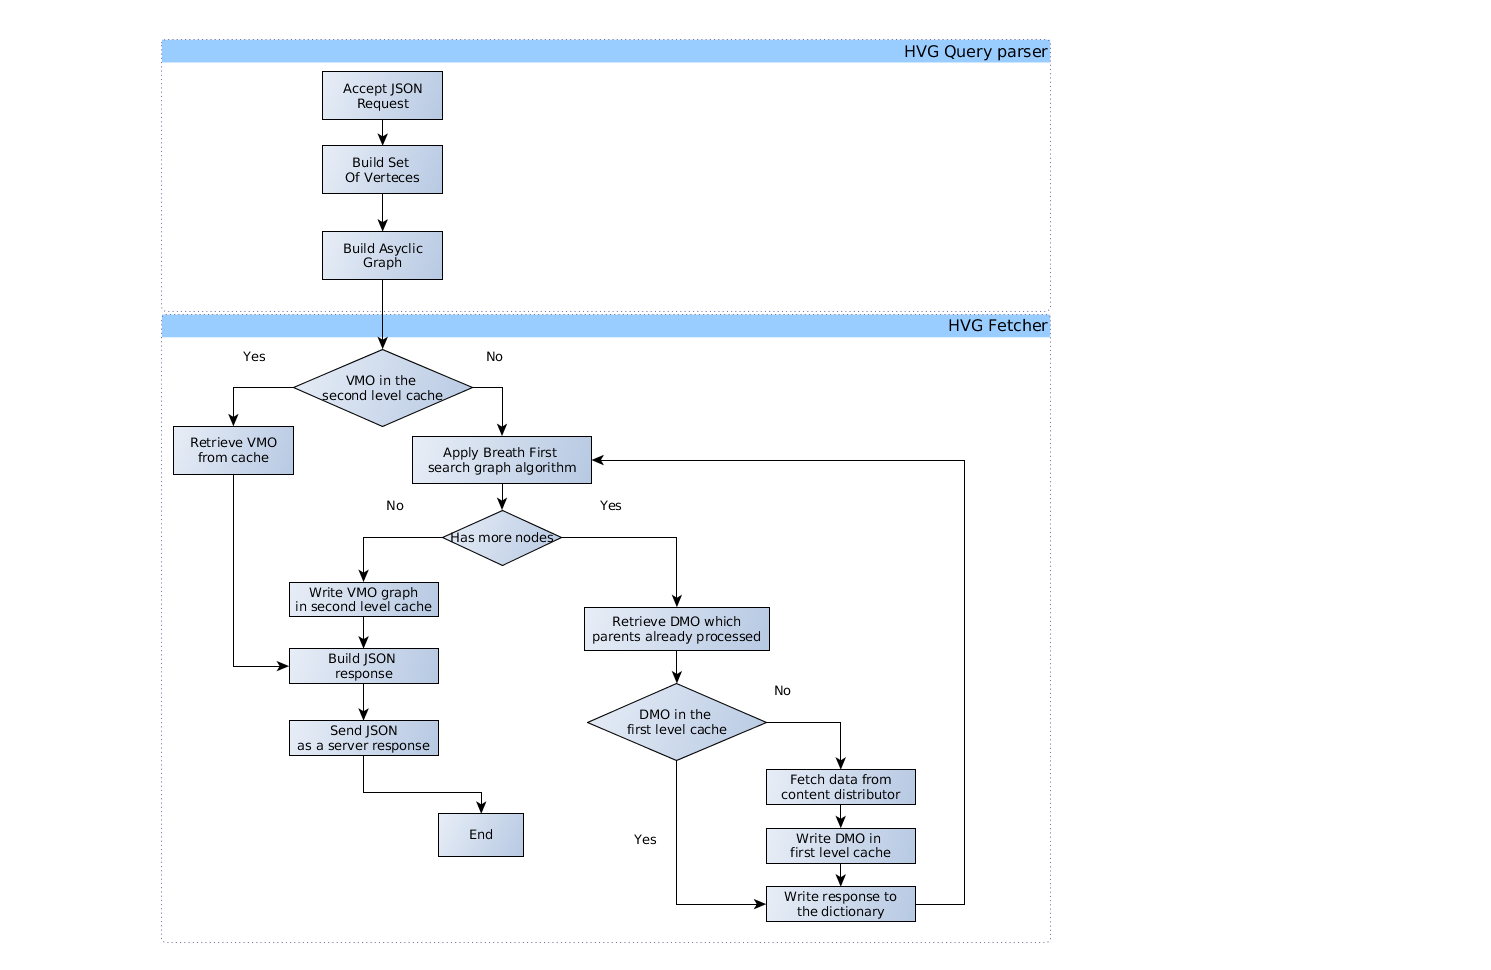 HVG Query parser
Accept JSON
Request
Build Set
Of Verteces
Build Asyclic
Graph
HVG Fetcher
Yes
No
VMO in the
second level cache
Retrieve VMO
from cache
Apply Breath First
search graph algorithm
No
Yes
Has more nodes
Write VMO graph
in second level cache
Retrieve DMO which
parents already processed
Build JSON
response
No
DMO in the
first level cache
Send JSON
as a server response
Fetch data from
content distributor
End
Yes
Write DMO in
first level cache
Write response to
the dictionary